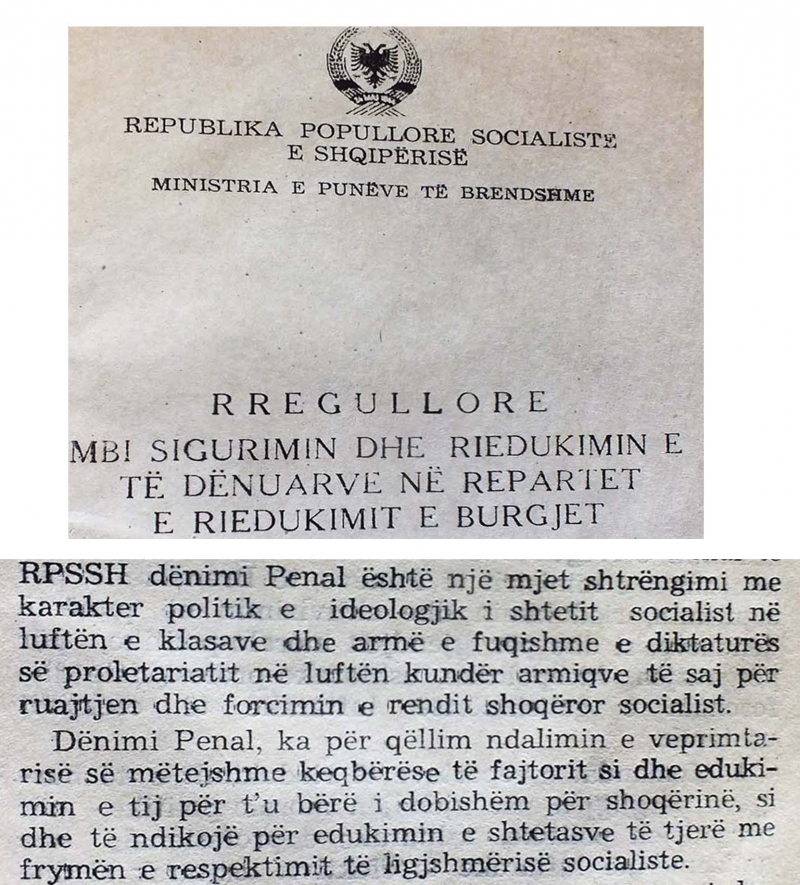 REPUBLIKA POPULLORE SOCIALISTE
E SHQIPËRISË
MINISTRIA E PUNËVE TË BRENDSHME
RREGULLORE
MBI SIGURIMIN DHE RIEDUKIMIN E
TË DËNUARVE NË REPARTET
E RIEDUKIMIT E BURGJET
RPSSH dënimi Penal është një mjet shtrëngimi me
karakter politik e ideologjik i shtetit socialist në
luftën e klasave dhe armë e fuqishme e diktaturës
së proletariatit në luftën kundër armiqve të saj për
ruajtjen dhe forcimin e rendit shoqëror socialist.
Dënimi Penal, ka për qëllim ndalimin e veprimta-
risë së mëtejshme keqbërëse të fajtorit si dhe eduki-
min e tij për t'u bërë i dobishëm për shoqërinë, si
dhe të ndikojë për edukimin e shtetasve të tjerë me
frymën e respektimit të ligjshmërisë socialiste.